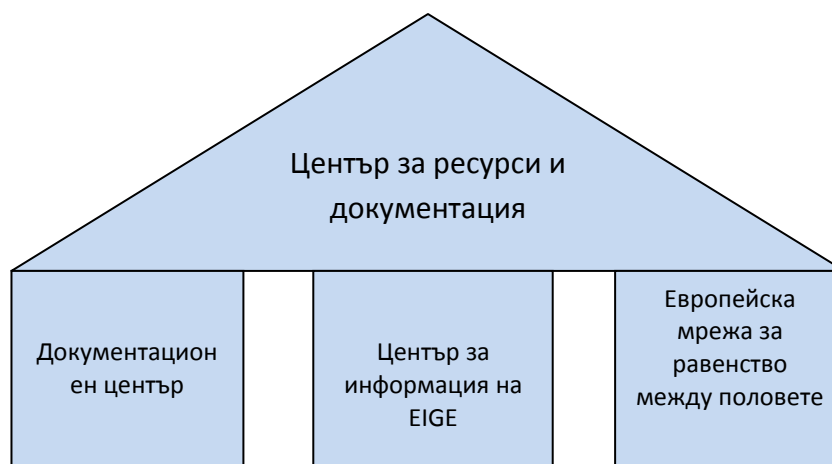 Център за ресурси и
документация
Документацион
ен център
Център за
информация на
EIGE
Европейска
мрежа за
равенство
между половете